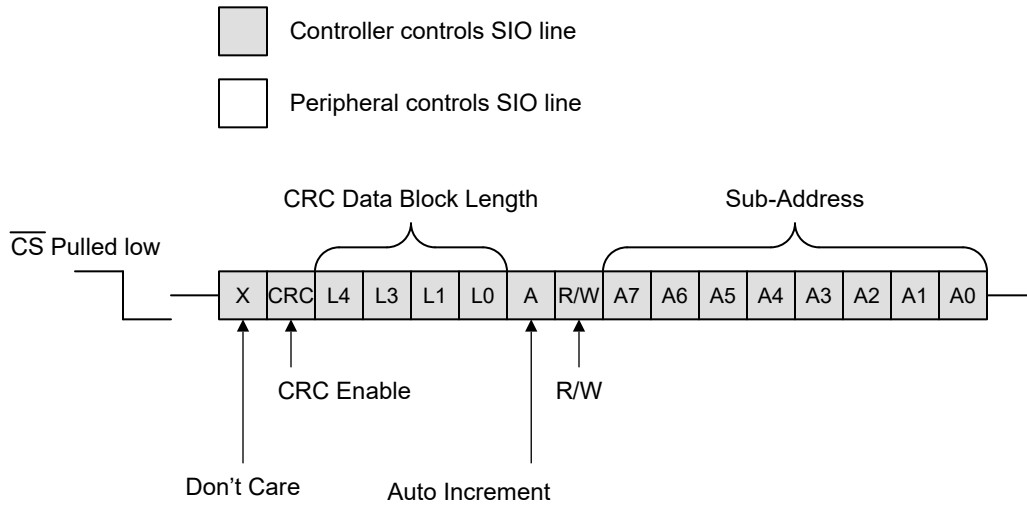 Controller controls SIO line
Peripheral controls SIO line
CRC Data Block Length
Sub-Address
CS Pulled low
X CRC L4 L3 L1 L0 A R/W A7 A6 A5 A4 A3 A2 A1 A0
CRC Enable
R/W
Don't Care
Auto Increment